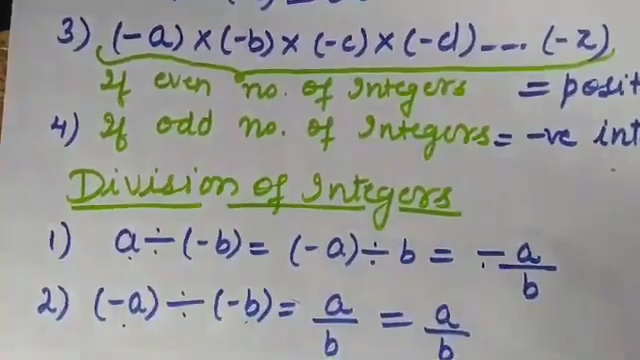 3) (-a) × (-b) × (-c) × (-d) ---- (-z)
If even no. of Integers = posit
4) If odd no. of Integers = -ve int
Division of Integers
1) a ÷ (-b) = (-a) ÷ b = -a/b
2) (-a) ÷ (-b) = a/b = a/b